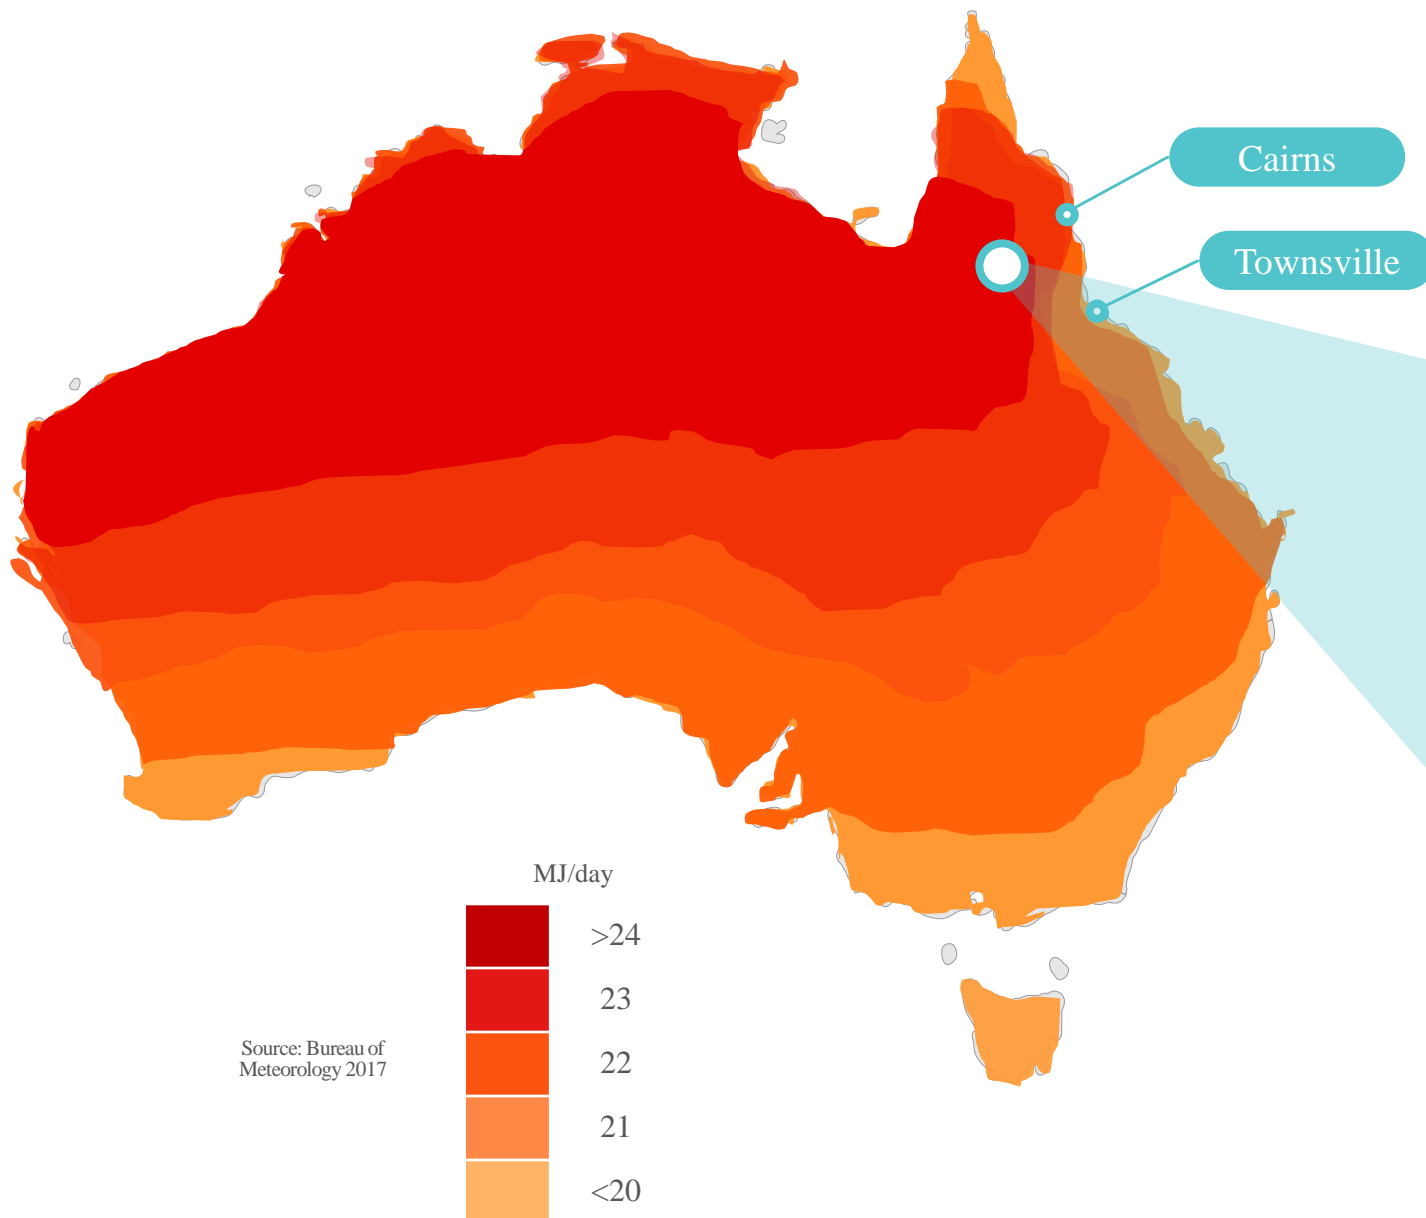 Cairns
Townsville
MJ/day
>24
23
22
21
<20
Source: Bureau of
Meteorology 2017